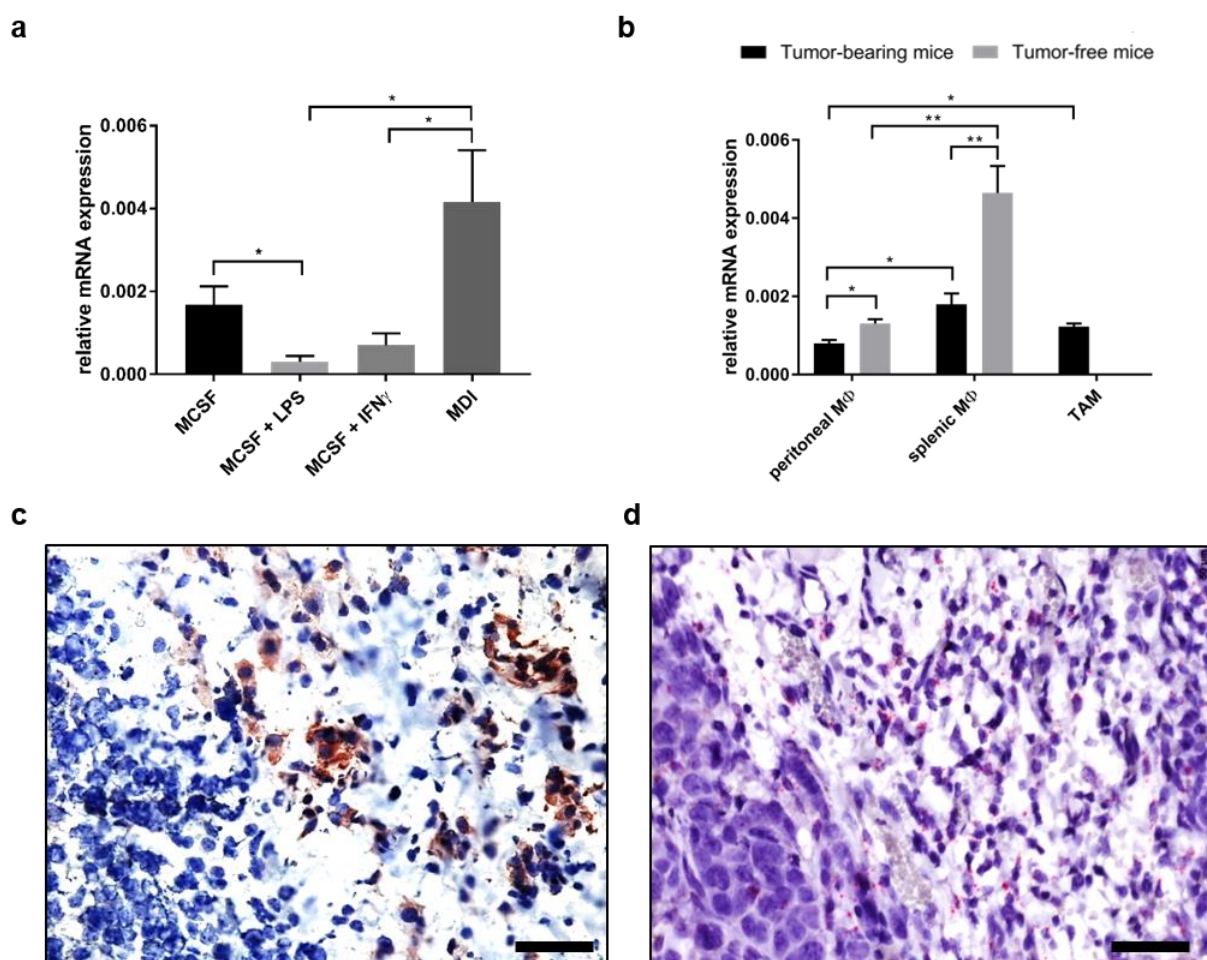 a
relative mRNA expression
0.006
0.004
0.002
0.000
*
*
*
MCSF
MCSF + LPS
MCSF + IFNγ
MDI
b
Tumor-bearing mice
Tumor-free mice
relative mRNA expression
0.006
0.004
0.002
0.000
*
**
**
*
*
peritoneal MΦ
splenic MΦ
TAM
c
d